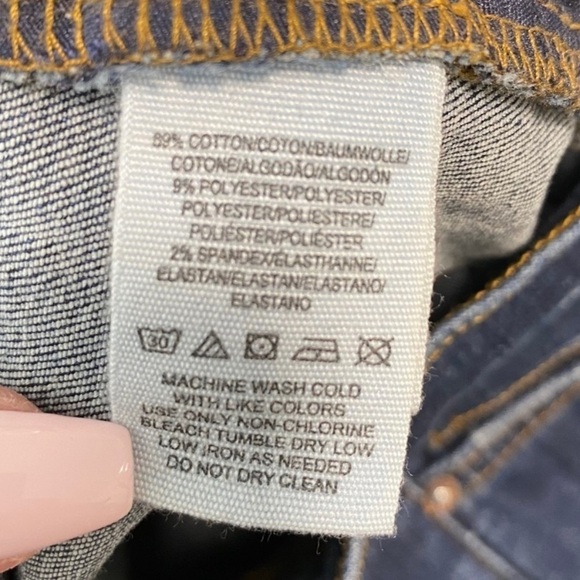 89% COTTON/COTON/BAUMWOLLE/
COTONE/ALGODÃO/ALGODÓN
9% POLYESTER/POLYESTER/
POLYESTER/POLIESTERE/
POLIÉSTER/POLIÉSTER
2% SPANDEX/ÉLASTHANNE/
ELASTAN/ELASTAN/ELASTANO/
ELASTANO
30
MACHINE WASH COLD
WITH LIKE COLORS
USE ONLY NON-CHLORINE
BLEACH TUMBLE DRY LOW
LOW IRON AS NEEDED
DO NOT DRY CLEAN